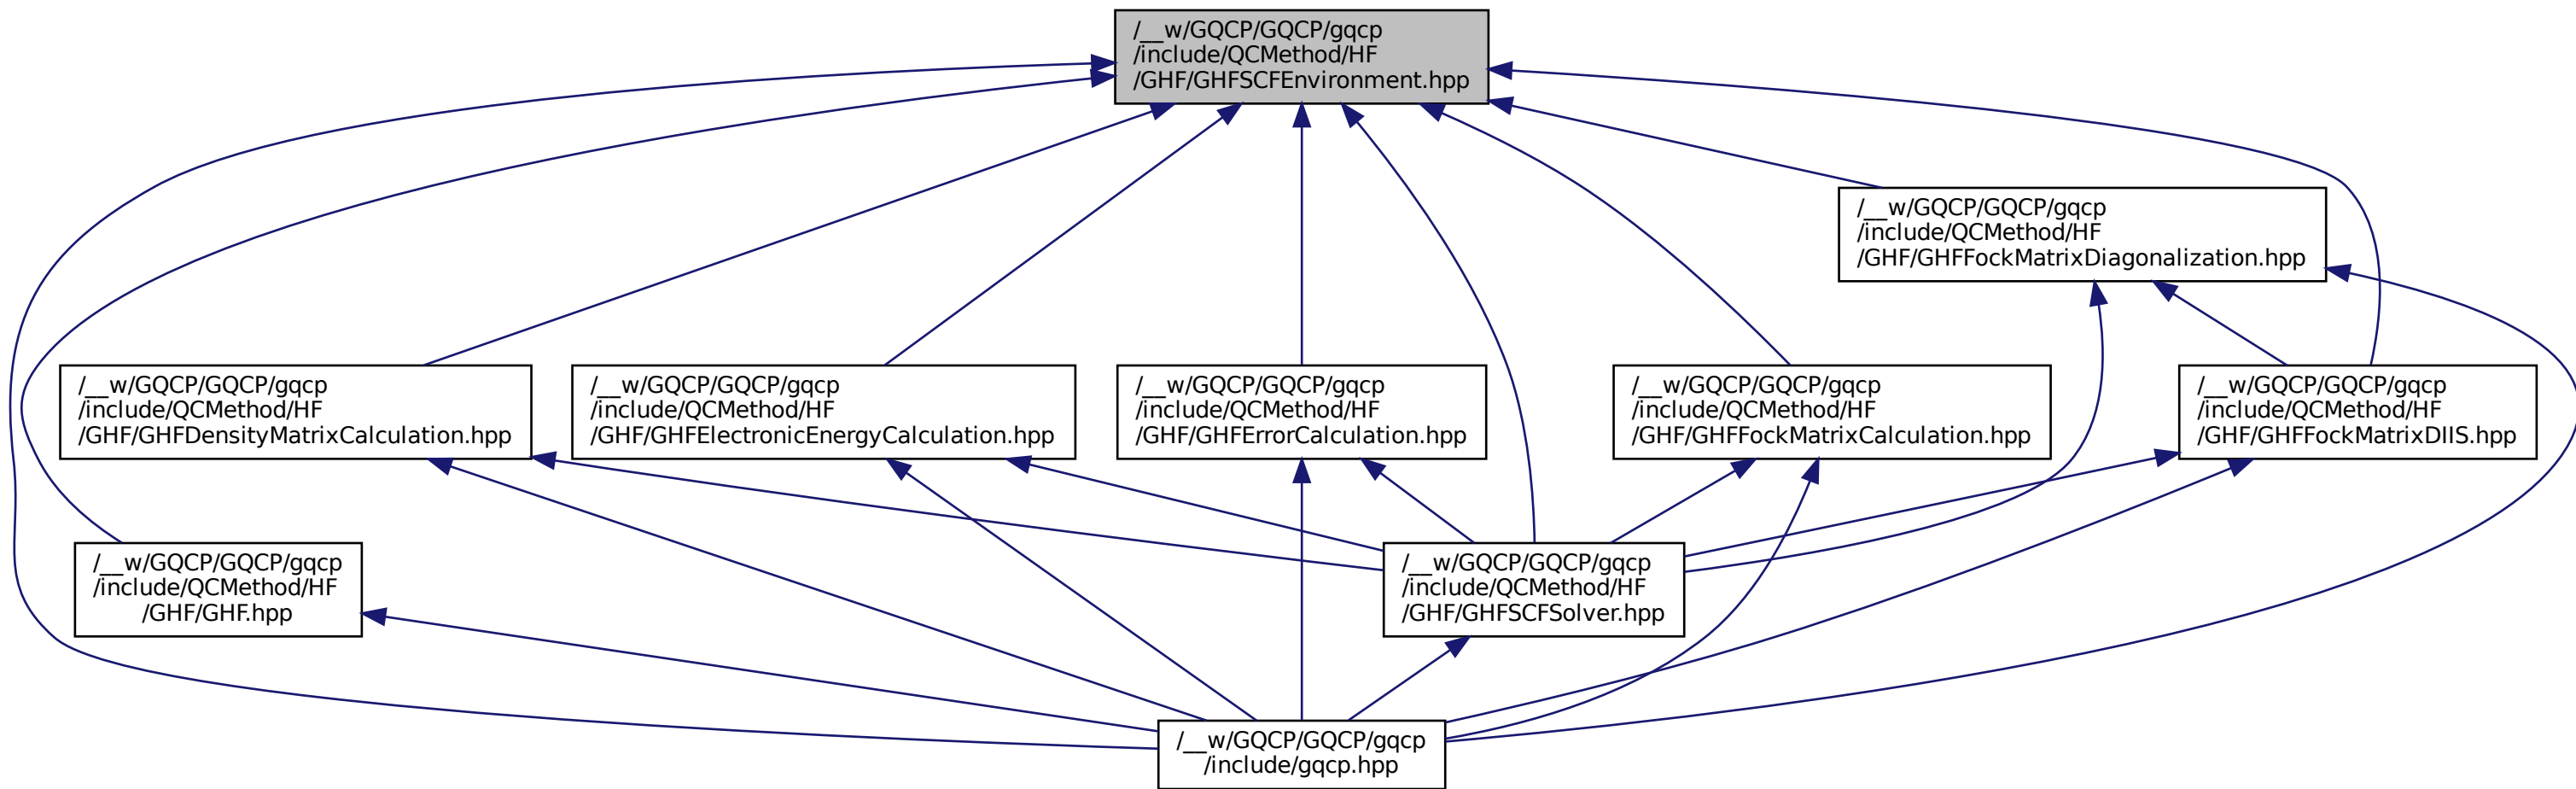 /__w/GQCP/GQCP/gqcp
/include/QCMethod/HF
/GHF/GHFSCFEnvironment.hpp
/__w/GQCP/GQCP/gqcp
/include/QCMethod/HF
/GHF/GHFFockMatrixDiagonalization.hpp
/__w/GQCP/GQCP/gqcp
/include/QCMethod/HF
/GHF/GHFDensityMatrixCalculation.hpp
/__w/GQCP/GQCP/gqcp
/include/QCMethod/HF
/GHF/GHFElectronicEnergyCalculation.hpp
/__w/GQCP/GQCP/gqcp
/include/QCMethod/HF
/GHF/GHFErrorCalculation.hpp
/__w/GQCP/GQCP/gqcp
/include/QCMethod/HF
/GHF/GHFFockMatrixCalculation.hpp
/__w/GQCP/GQCP/gqcp
/include/QCMethod/HF
/GHF/GHFFockMatrixDIIS.hpp
/__w/GQCP/GQCP/gqcp
/include/QCMethod/HF
/GHF/GHF.hpp
/__w/GQCP/GQCP/gqcp
/include/QCMethod/HF
/GHF/GHFSCFSolver.hpp
/__w/GQCP/GQCP/gqcp
/include/gqcp.hpp